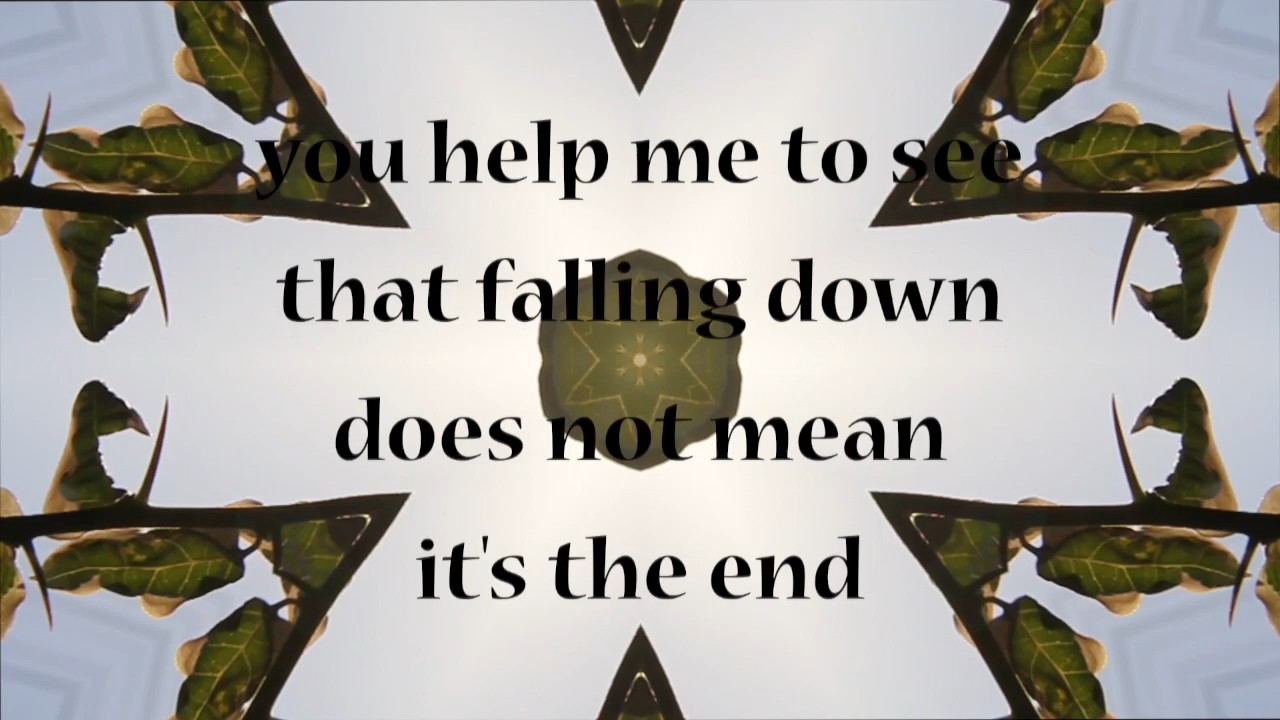 you help me to see
that falling down
does not mean
it's the end